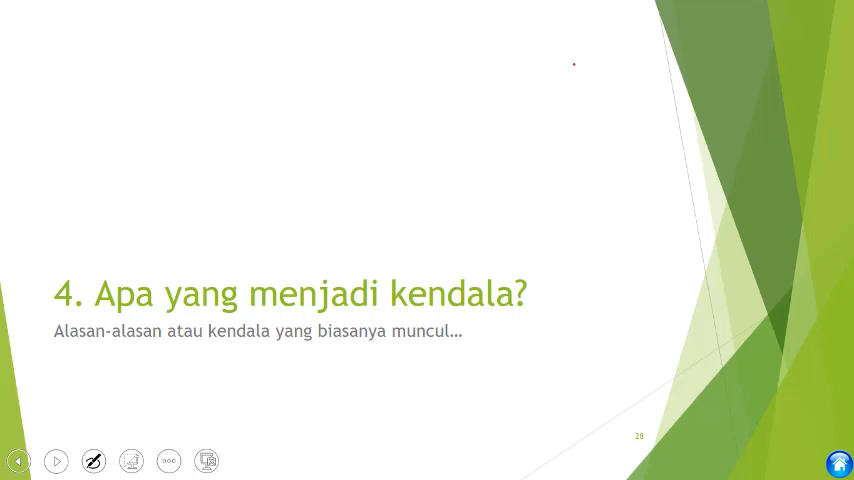 4. Apa yang menjadi kendala?
Alasan-alasan atau kendala yang biasanya muncul…
28